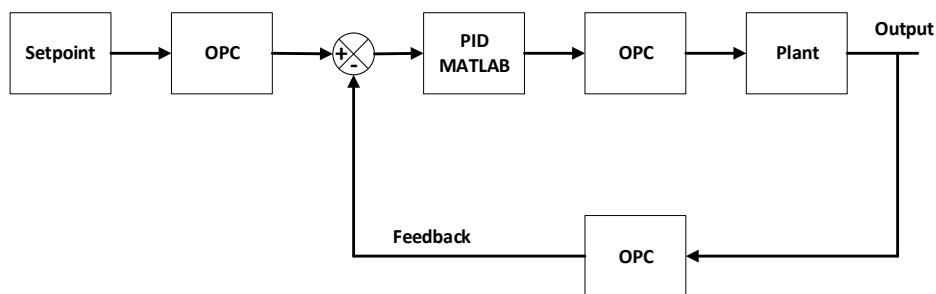 Setpoint
OPC
+
-
PID
MATLAB
OPC
Plant
Output
Feedback
OPC